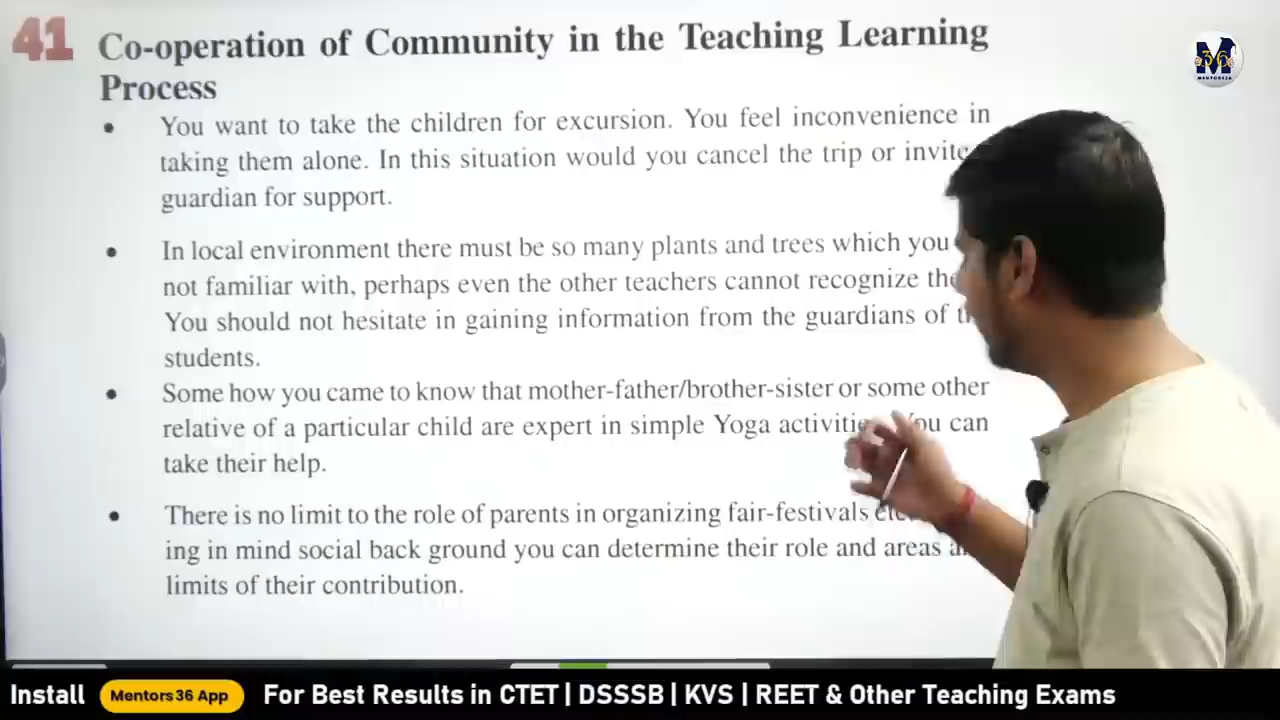 41 Co-operation of Community in the Teaching Learning
Process
• You want to take the children for excursion. You feel inconvenience in
taking them alone. In this situation would you cancel the trip or invite
guardian for support.
• In local environment there must be so many plants and trees which you
not familiar with, perhaps even the other teachers cannot recognize
You should not hesitate in gaining information from the guardians of
students.
• Some how you came to know that mother-father/brother-sister or some other
relative of a particular child are expert in simple Yoga You can
take their help.
• There is no limit to the role of parents in organizing fair-festivals
ing in mind social back ground you can determine their role and areas
limits of their contribution.
M
36
MENTORS36
Install Mentors36 App For Best Results in CTET | DSSSB | KVS | REET & Other Teaching Exams